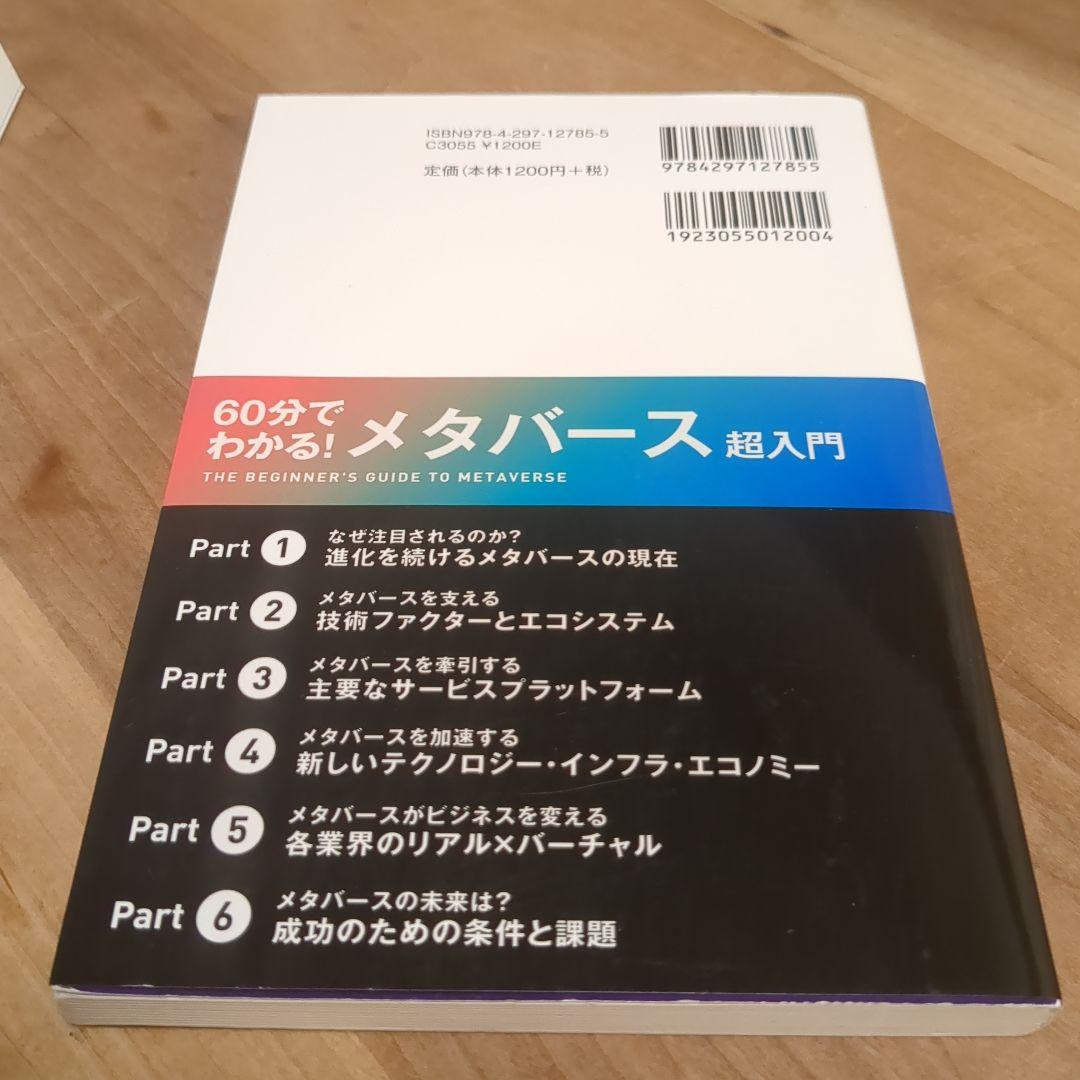 ISBN978-4-297-12785-5
C3055 ¥1200E
定価(本体1200円+税)
9784297127855
1923055012004
60分で
わかる! メタバース 超入門
THE BEGINNER'S GUIDE TO METAVERSE
Part 1 なぜ注目されるのか?
進化を続けるメタバースの現在
Part 2 メタバースを支える
技術ファクターとエコシステム
Part 3 メタバースを牽引する
主要なサービスプラットフォーム
Part 4 メタバースを加速する
新しいテクノロジー・インフラ・エコノミー
Part 5 メタバースがビジネスを変える
各業界のリアル×バーチャル
Part 6 メタバースの未来は?
成功のための条件と課題